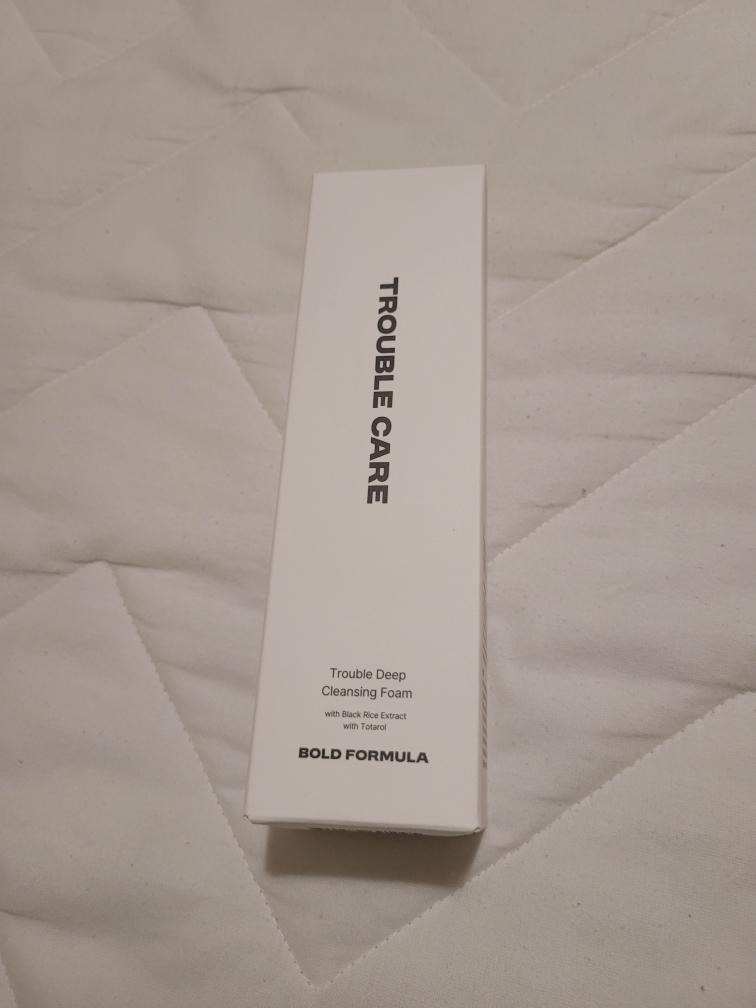 TROUBLE CARE
Trouble Deep
Cleansing Foam
with Black Rice Extract
with Totarol
BOLD FORMULA